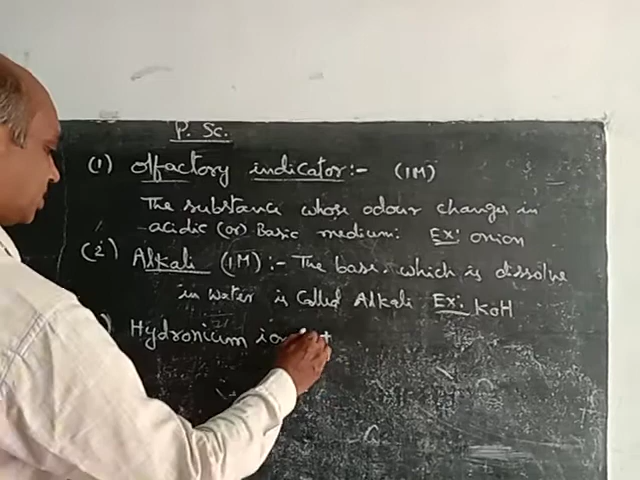 P. Sc.
(1) olfactory indicator:- (1M)
The substance whose odour changes in
acidic (or) Basic medium: Ex: onion
(2) Alkali (1M) :- The base which is dissolve
in water is called Alkali Ex: KOH
Hydronium